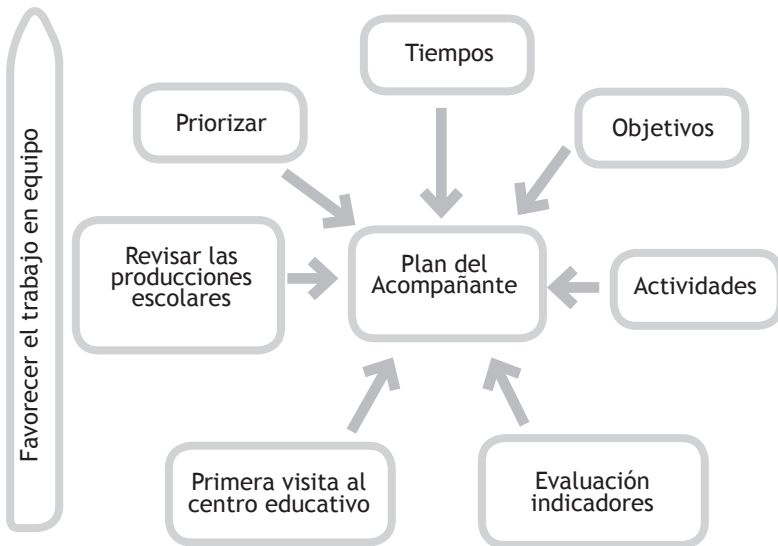 Favorecer el trabajo en equipo
Tiempos
Priorizar
Objetivos
Revisar las
producciones
escolares
Plan del
Acompañante
Actividades
Primera visita al
centro educativo
Evaluación
indicadores